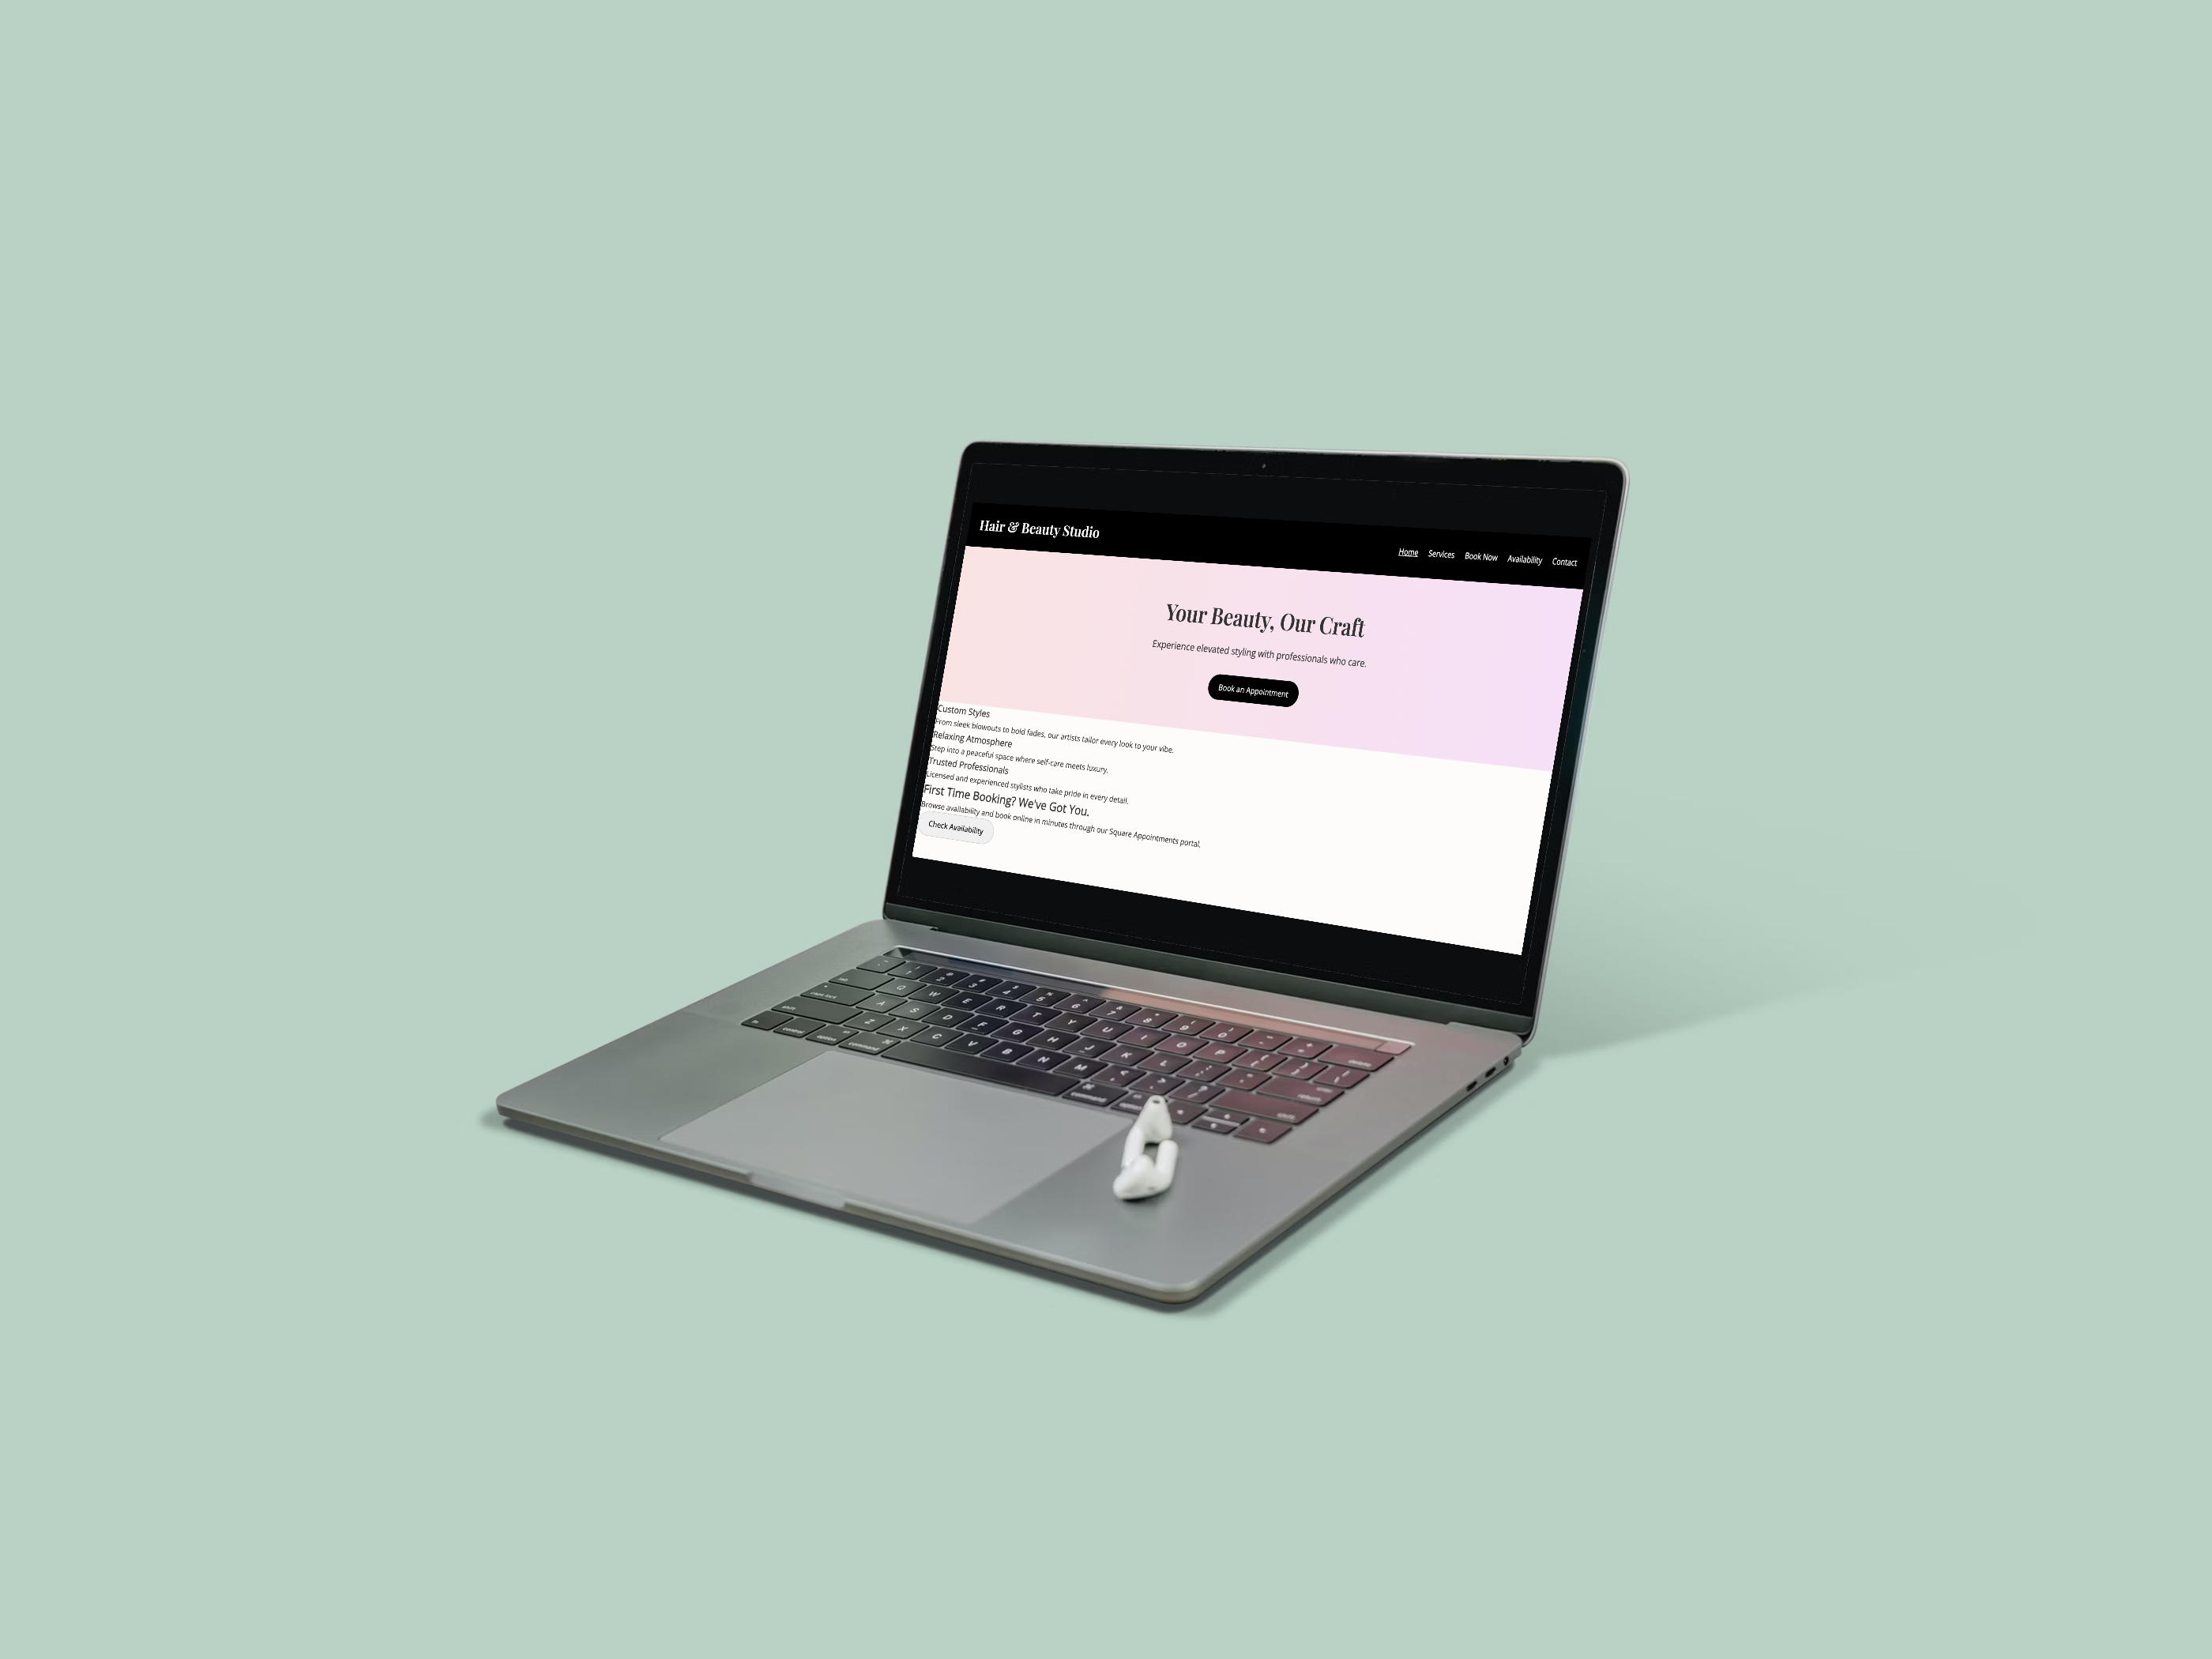 Hair & Beauty Studio
Home Services Book Now Availability Contact
Your Beauty, Our Craft
Experience elevated styling with professionals who care.
Book an Appointment
Custom Styles
From sleek blowouts to bold fades, our artists tailor every look to your vibe.
Relaxing Atmosphere
Step into a peaceful space where self-care meets luxury.
Trusted Professionals
Licensed and experienced stylists who take pride in every detail.
First Time Booking? We've Got You.
Browse availability and book online in minutes through our Square Appointments portal.
Check Availability
Q W E R T Y U I O P
A S D F G H J K L
Z X C V B N M
control option command command